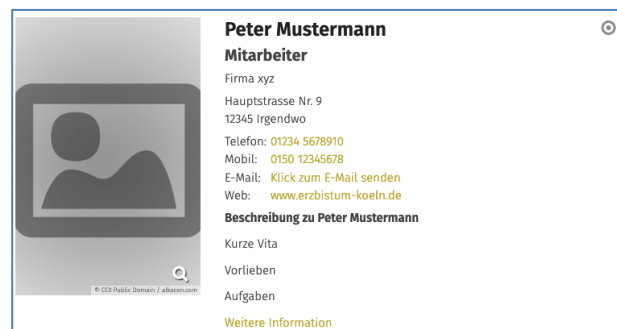 Peter Mustermann
Mitarbeiter
Firma xyz
Hauptstrasse Nr. 9
12345 Irgendwo
Telefon: 01234 5678910
Mobil: 0150 12345678
E-Mail: Klick zum E-Mail senden
Web: www.erzbistum-koeln.de
Beschreibung zu Peter Mustermann
Kurze Vita
Vorlieben
Aufgaben
Weitere Information
© CC0 Public Domain / alkacon.com